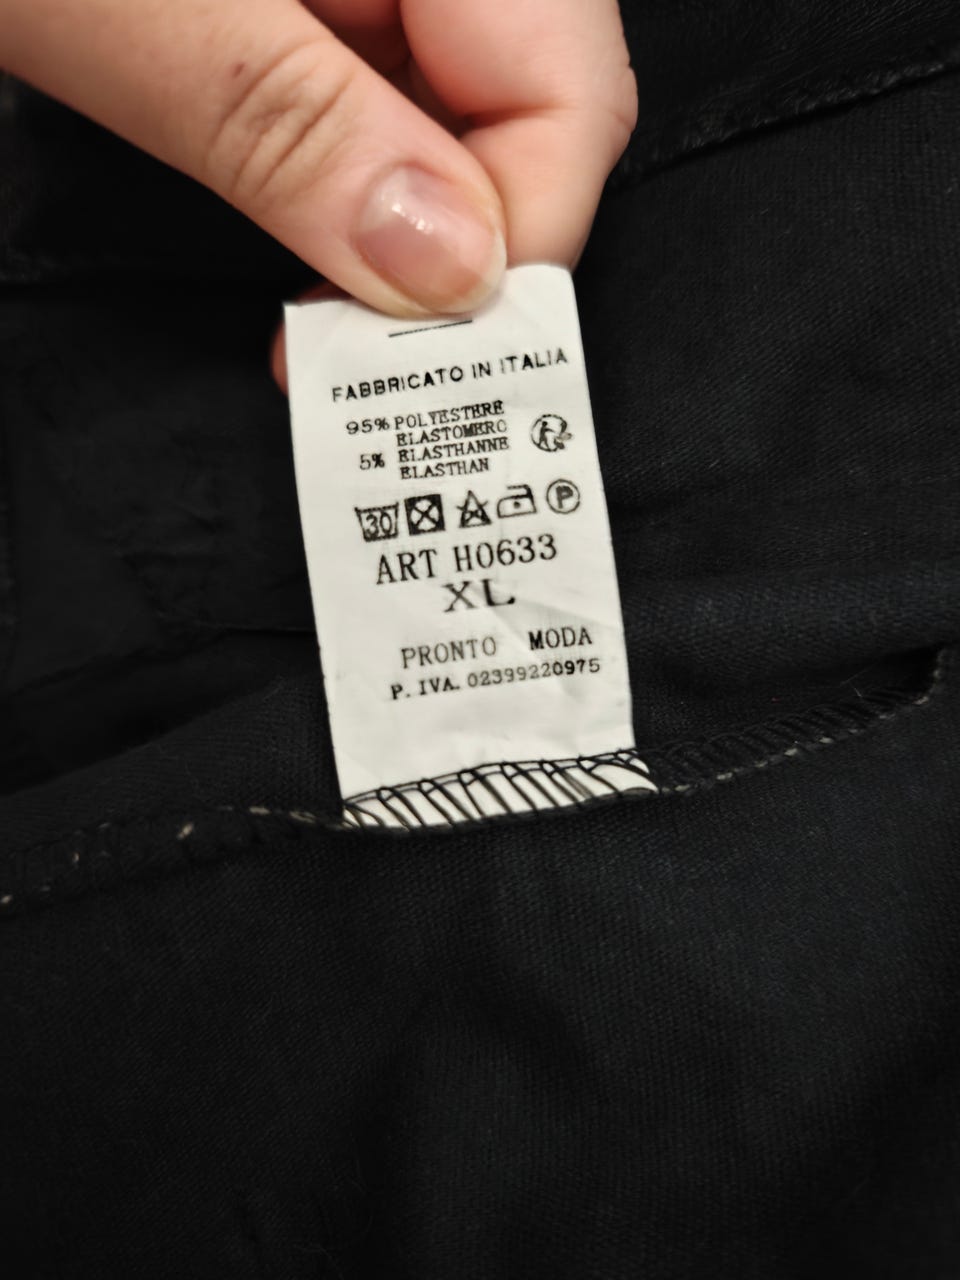 FABBRICATO IN ITALIA
95% POLYESTERE
ELASTOMERO
5% ELASTHANNE
ELASTHAN
30 P
ART H0633
XL
PRONTO MODA
P. IVA. 02399220975